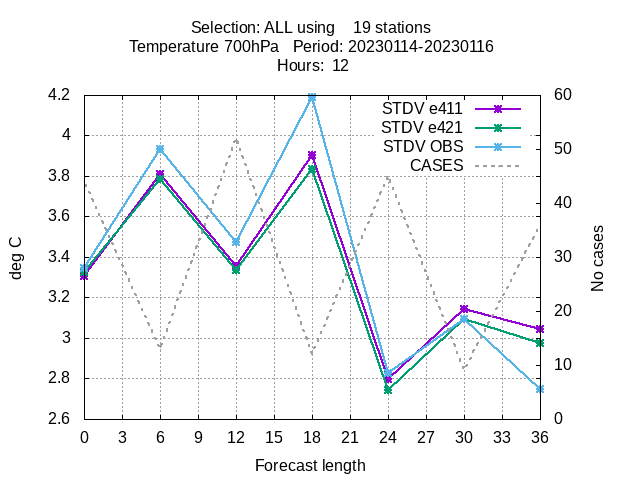 Selection: ALL using    19 stations
Temperature 700hPa   Period: 20230114-20230116
Hours:  12
4.2
4
3.8
3.6
3.4
3.2
3
2.8
2.6
deg C
STDV e411
STDV e421
STDV OBS
CASES
60
50
40
30
20
10
0
No cases
0 3 6 9 12 15 18 21 24 27 30 33 36
Forecast length